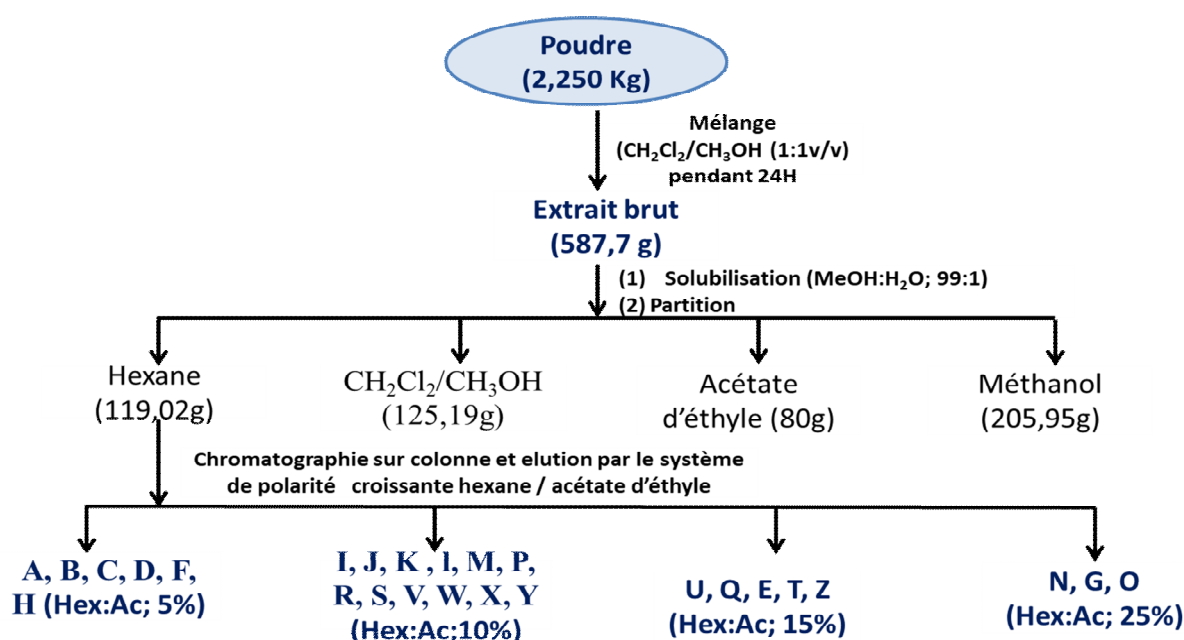 Poudre
(2,250 Kg)
Mélange
(CH₂Cl₂/CH₃OH (1:1v/v)
pendant 24H
Extrait brut
(587,7 g)
(1) Solubilisation (MeOH:H₂O; 99:1)
(2) Partition
Hexane
(119,02g)
CH₂Cl₂/CH₃OH
(125,19g)
Acétate
d'éthyle (80g)
Méthanol
(205,95g)
Chromatographie sur colonne et elution par le système
de polarité croissante hexane / acétate d'éthyle
A, B, C, D, F,
H (Hex:Ac; 5%)
I, J, K , l, M, P,
R, S, V, W, X, Y
(Hex:Ac;10%)
U, Q, E, T, Z
(Hex:Ac; 15%)
N, G, O
(Hex:Ac; 25%)